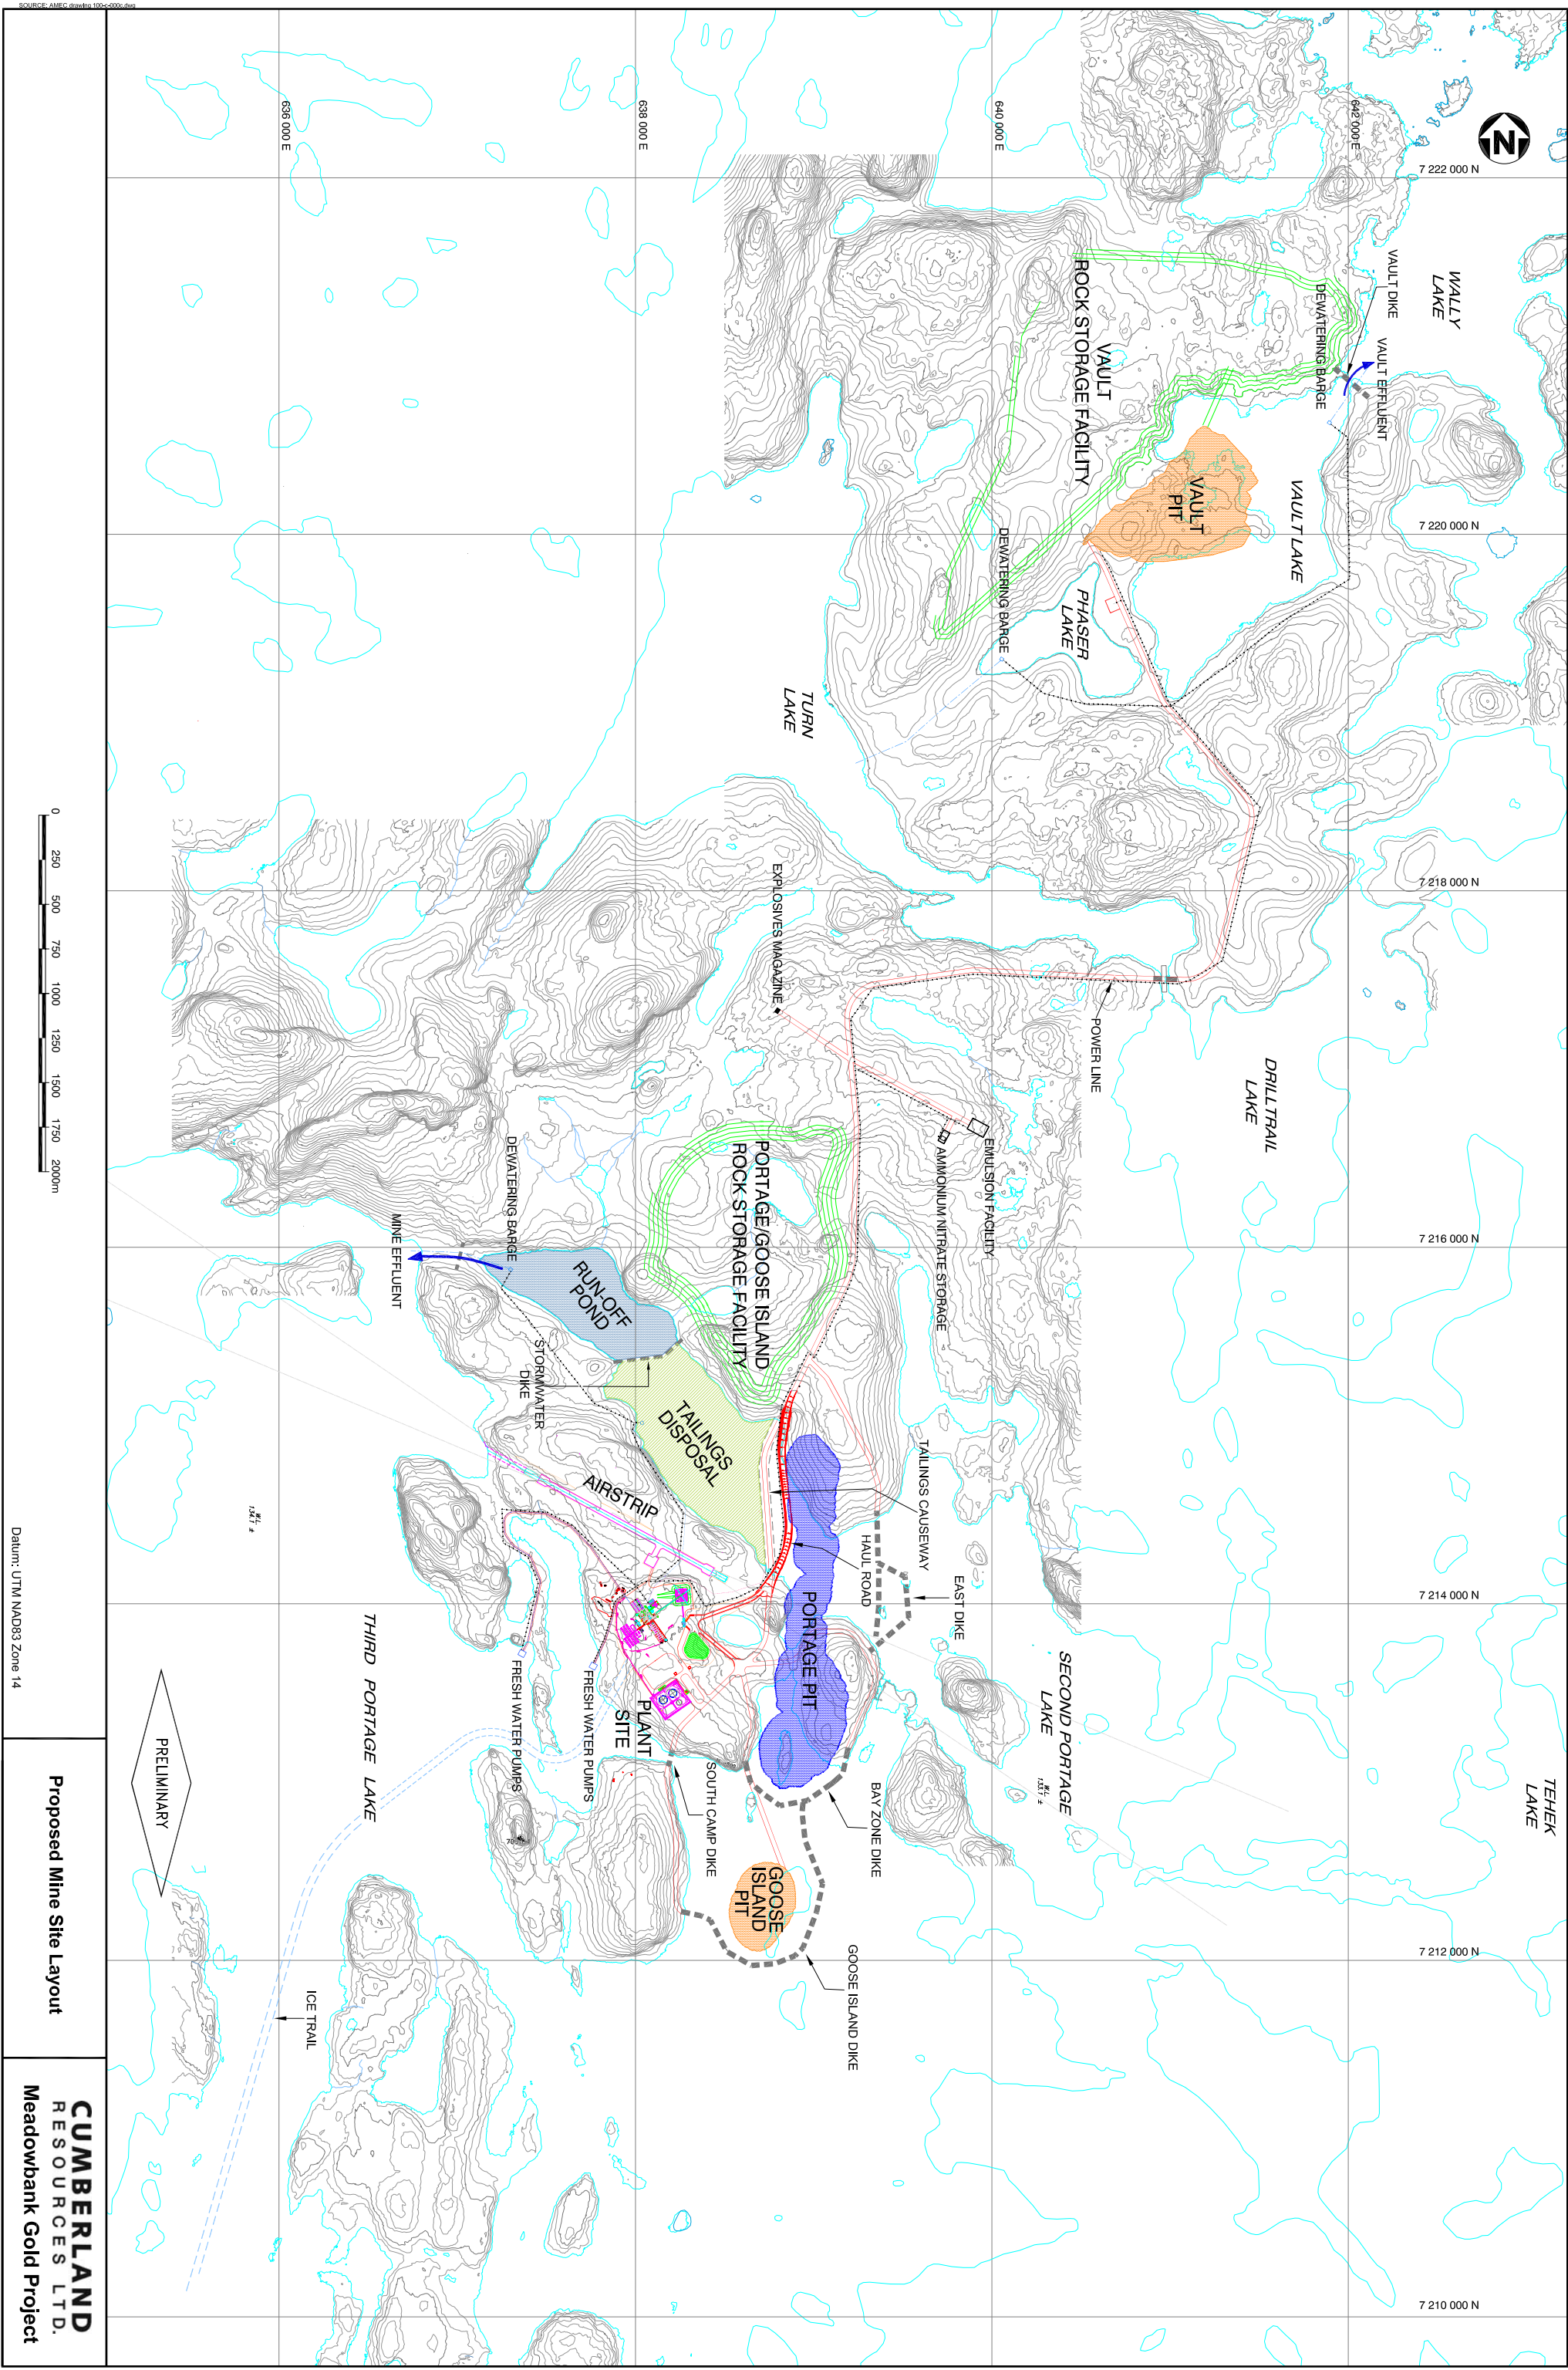 SOURCE: AMEC drawing 100-c-000c.dwg
636 000 E
638 000 E
640 000 E
642 000 E
N
7 222 000 N
7 220 000 N
7 218 000 N
7 216 000 N
7 214 000 N
7 212 000 N
7 210 000 N
WALLY
LAKE
VAULT DIKE
VAULT EFFLUENT
DEWATERING BARGE
VAULT
ROCK STORAGE FACILITY
VAULT
PIT
VAULT LAKE
DEWATERING BARGE
PHASER
LAKE
TURN
LAKE
EXPLOSIVES MAGAZINE
POWER LINE
DRILLTRAIL
LAKE
EMULSION FACILITY
AMMONIUM NITRATE STORAGE
PORTAGE/GOOSE ISLAND
ROCK STORAGE FACILITY
DEWATERING BARGE
MINE EFFLUENT
RUN-OFF
POND
STORMWATER
DIKE
TAILINGS
DISPOSAL
TAILINGS CAUSEWAY
HAUL ROAD
EAST DIKE
AIRSTRIP
PORTAGE PIT
SECOND PORTAGE
LAKE
W.L.
133.1 ±
TEHEK
LAKE
W.L.
134.1 ±
THIRD PORTAGE LAKE
FRESH WATER PUMPS
FRESH WATER PUMPS
PLANT
SITE
SOUTH CAMP DIKE
BAY ZONE DIKE
GOOSE
ISLAND
PIT
GOOSE ISLAND DIKE
ICE TRAIL
PRELIMINARY
0 250 500 750 1000 1250 1500 1750 2000m
Datum: UTM NAD83 Zone 14
Proposed Mine Site Layout
CUMBERLAND
RESOURCES LTD.
Meadowbank Gold Project